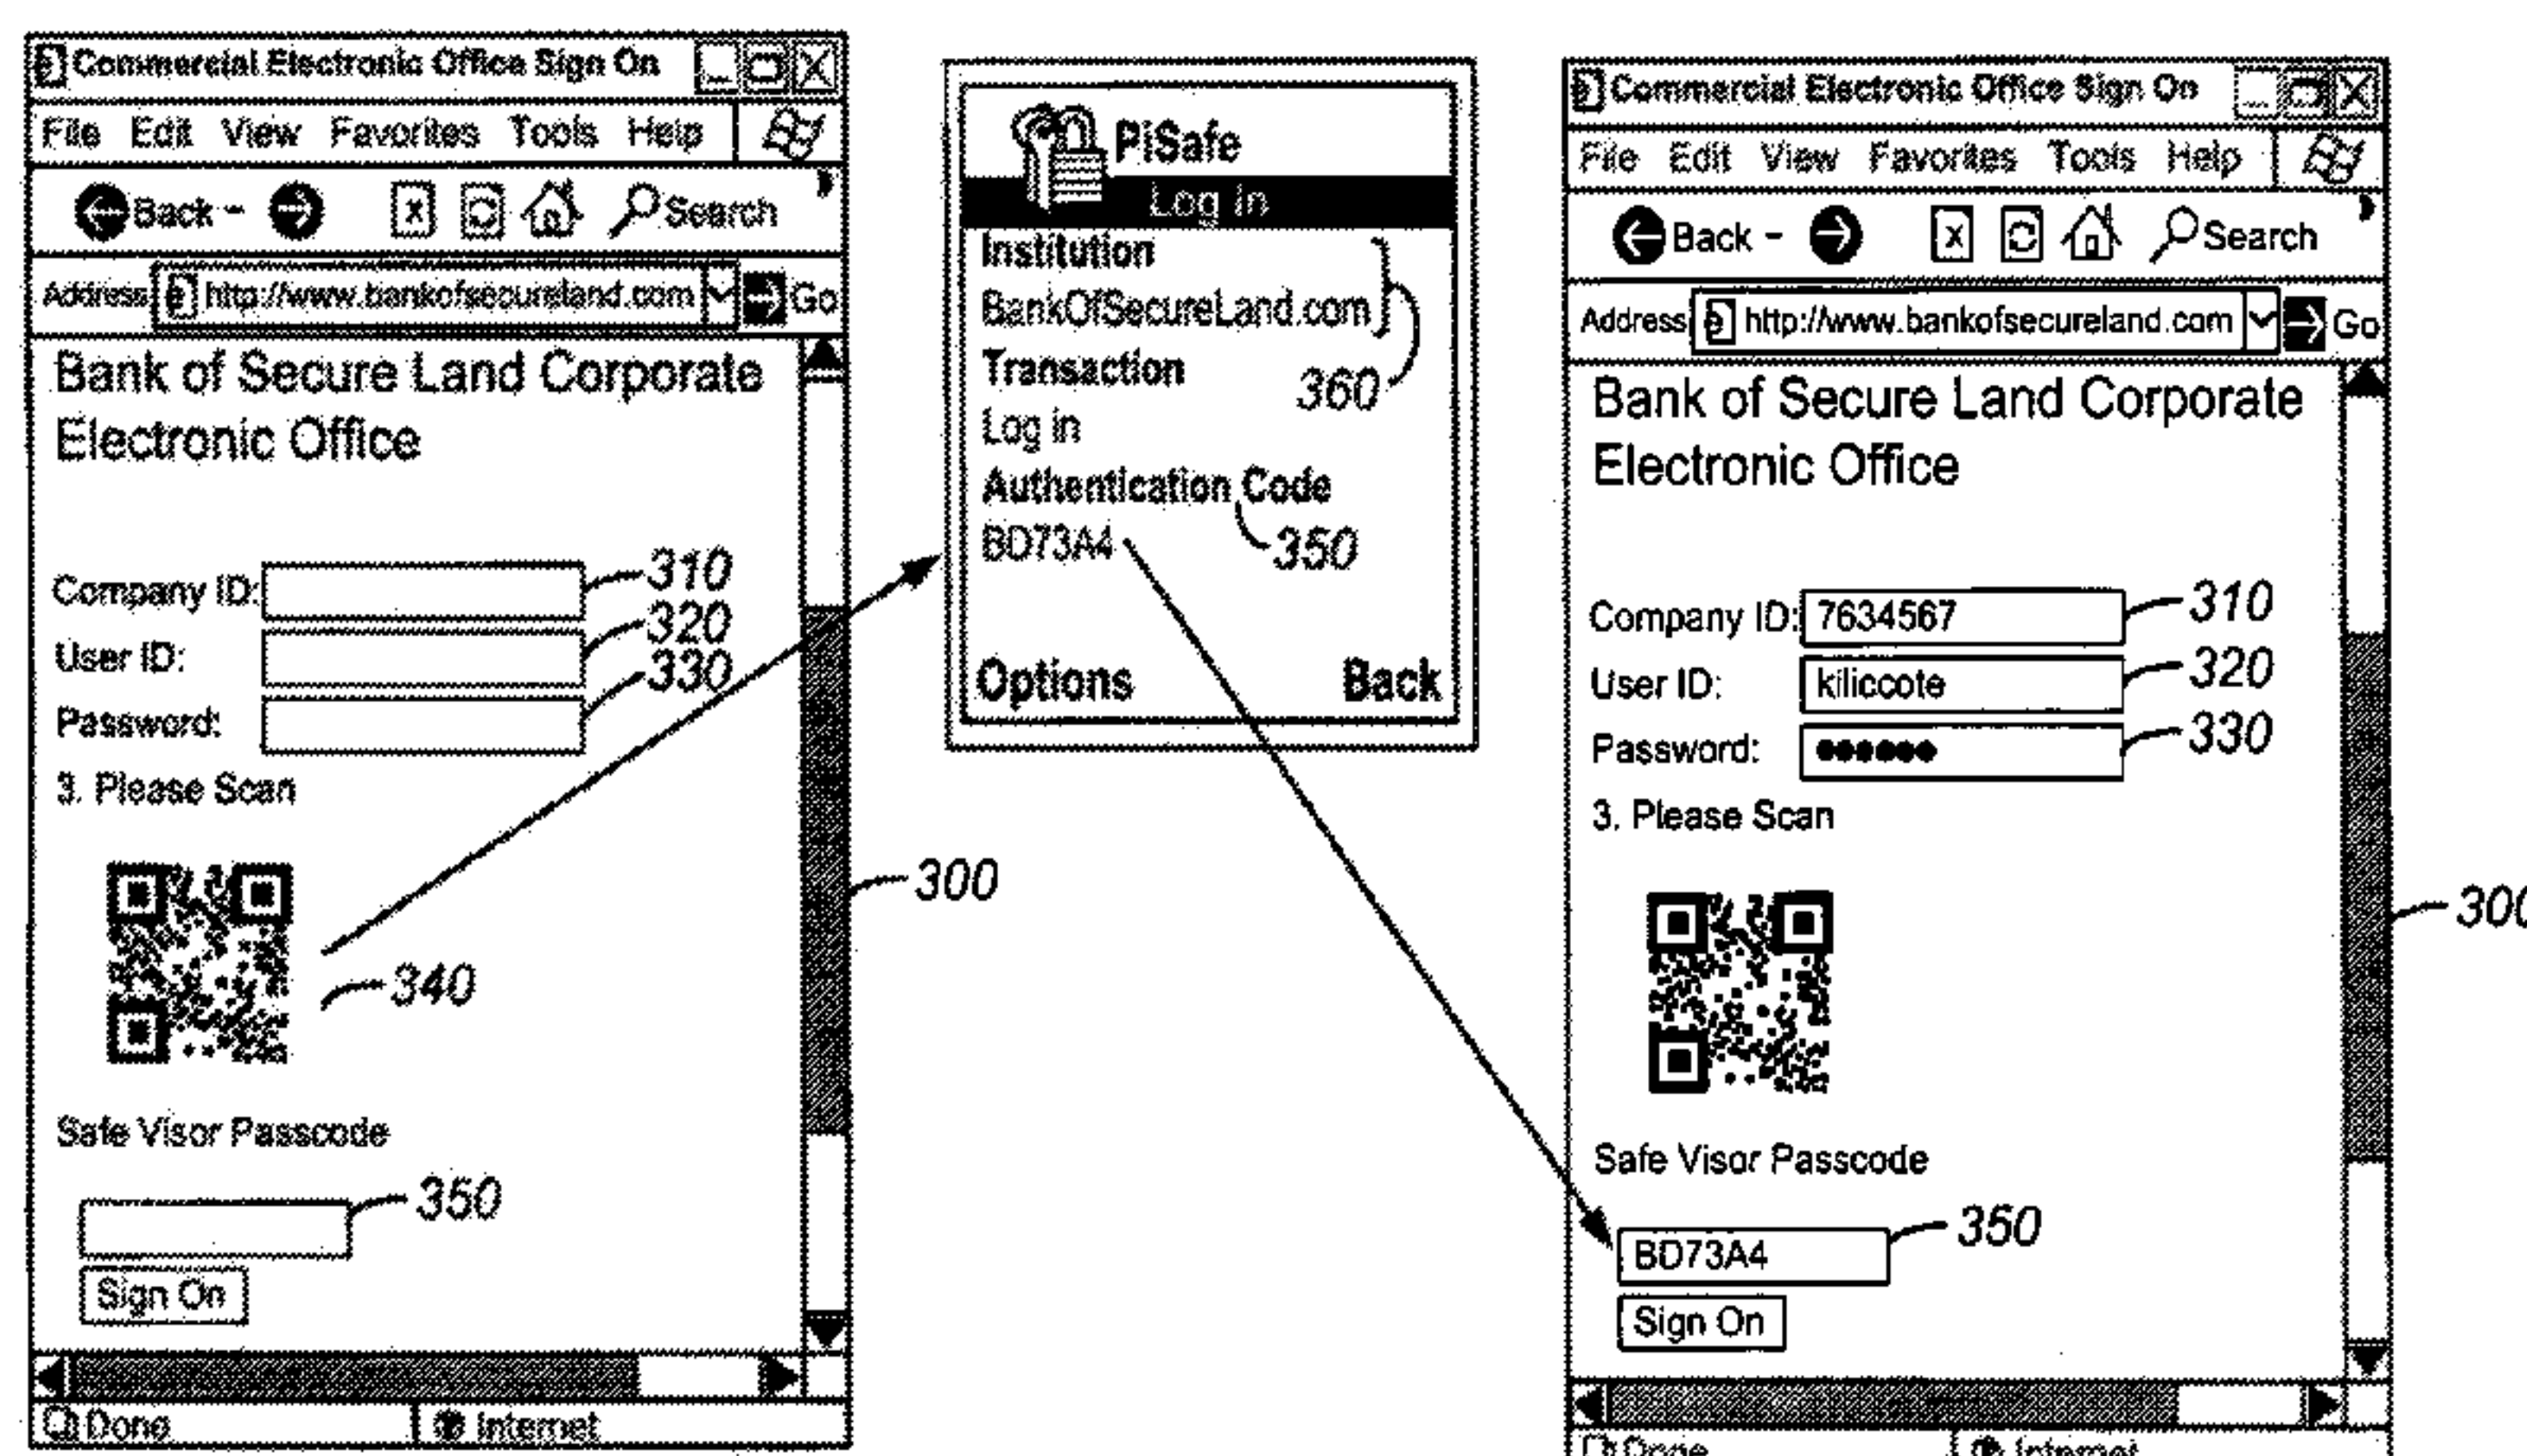 Commercial Electronic Office Sign On
File Edit View Favorites Tools Help
Back - Search
Address http://www.bankofsecureland.com Go
Bank of Secure Land Corporate
Electronic Office
Company ID: 310
User ID: 320
Password: 330
3. Please Scan
300
340
Safe Visor Passcode
350
Sign On
Done Internet
PiSafe
Log in
Institution
BankOfSecureLand.com
Transaction 360
Log in
Authentication Code
BD73A4 350
Options Back
Commercial Electronic Office Sign On
File Edit View Favorites Tools Help
Back - Search
Address http://www.bankofsecureland.com Go
Bank of Secure Land Corporate
Electronic Office
Company ID: 7634567 310
User ID: kiliccote 320
Password: ●●●●●● 330
3. Please Scan
300
Safe Visor Passcode
BD73A4 350
Sign On
Done Internet